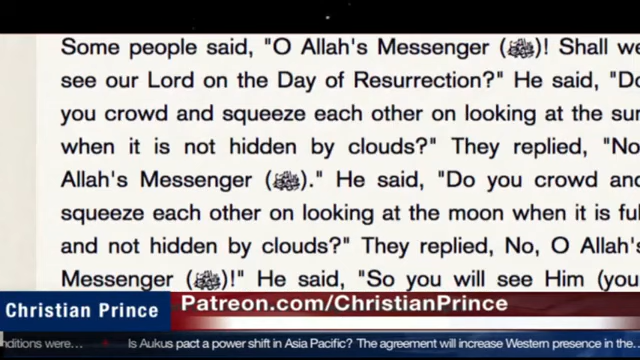 Some people said, "O Allah's Messenger (ﷺ)! Shall we
see our Lord on the Day of Resurrection?" He said, "Do
you crowd and squeeze each other on looking at the sun
when it is not hidden by clouds?" They replied, "No
Allah's Messenger (ﷺ)." He said, "Do you crowd and
squeeze each other on looking at the moon when it is ful
and not hidden by clouds?" They replied, No, O Allah's
Messenger (ﷺ)!" He said, "So you will see Him (your
Patreon.com/ChristianPrince
Christian Prince
nditions were... Is Aukus pact a power shift in Asia Pacific? The agreement will increase Western presence in the..